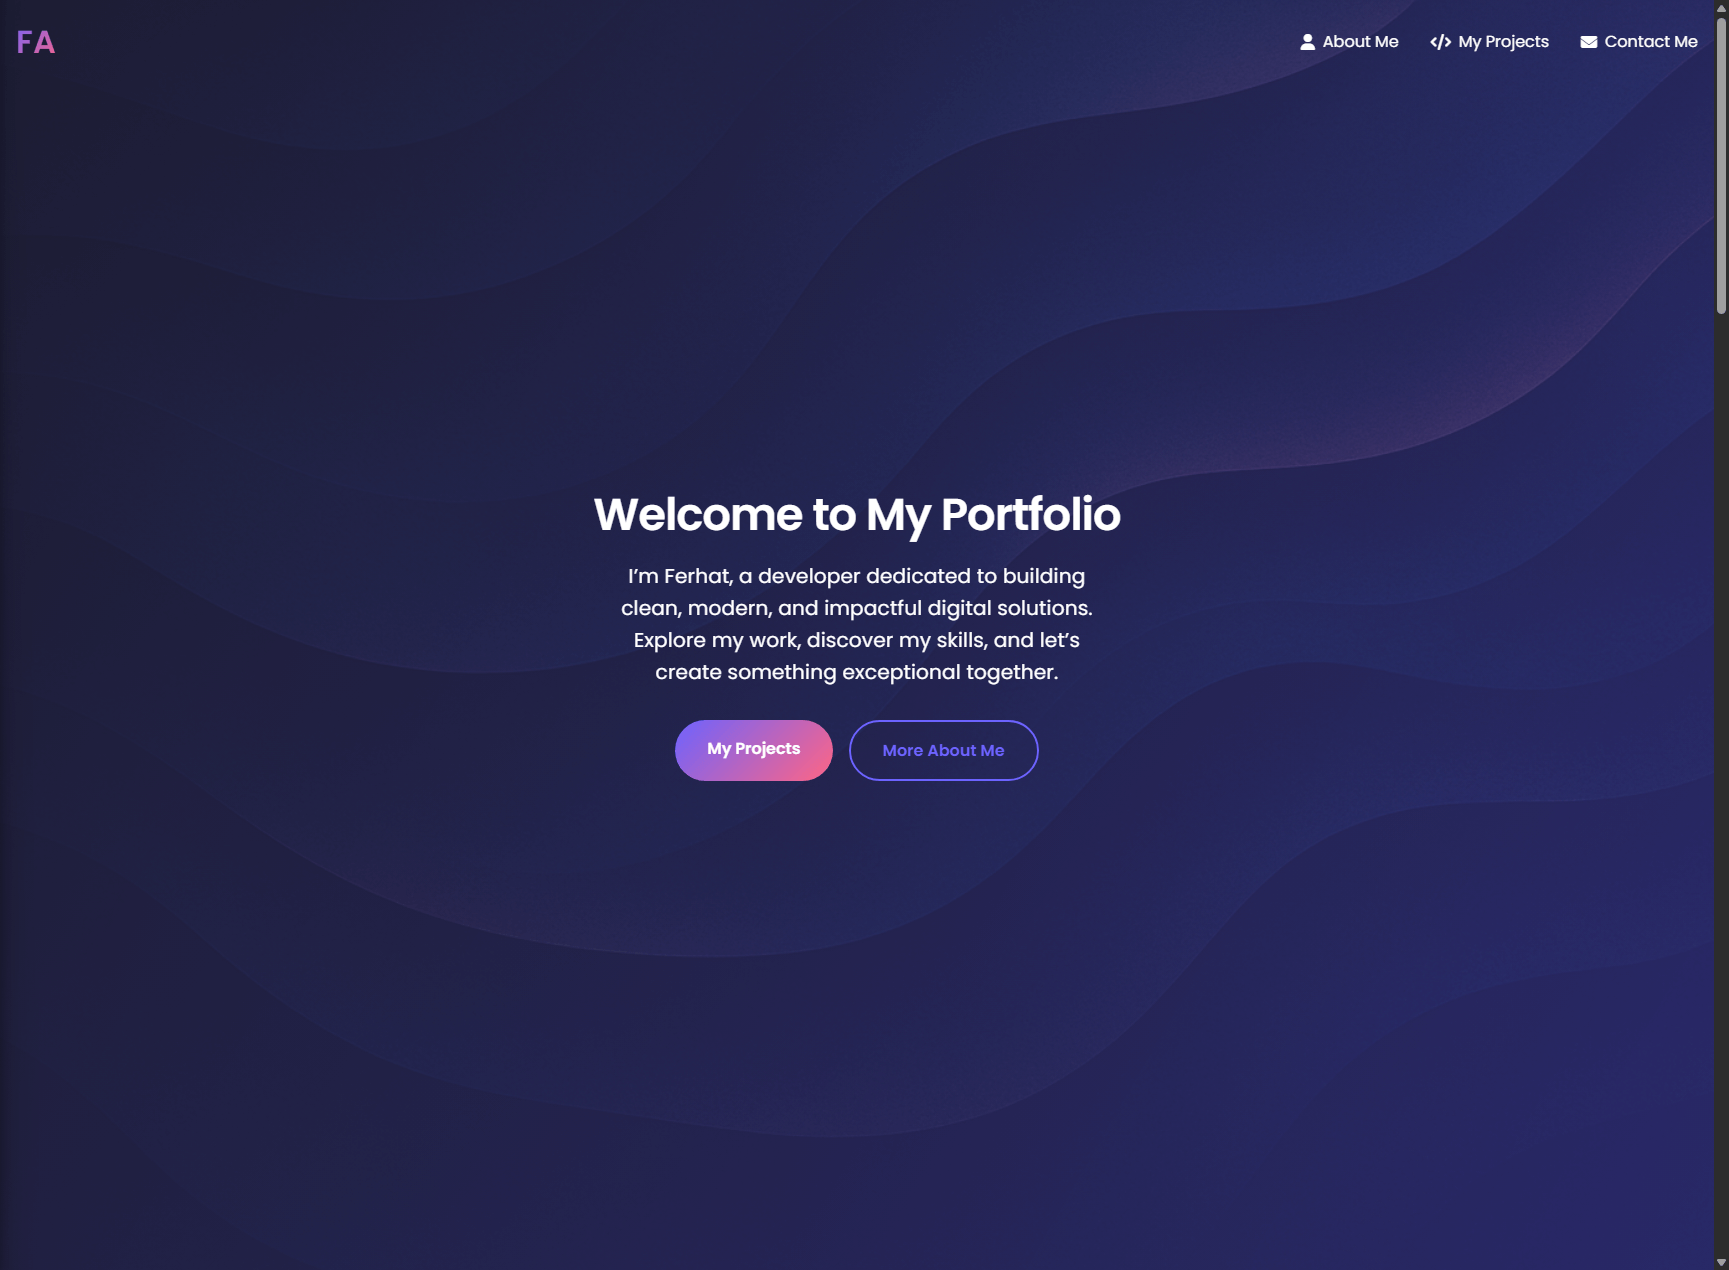 FA
About Me
My Projects
Contact Me
Welcome to My Portfolio
I’m Ferhat, a developer dedicated to building
clean, modern, and impactful digital solutions.
Explore my work, discover my skills, and let’s
create something exceptional together.
My Projects
More About Me